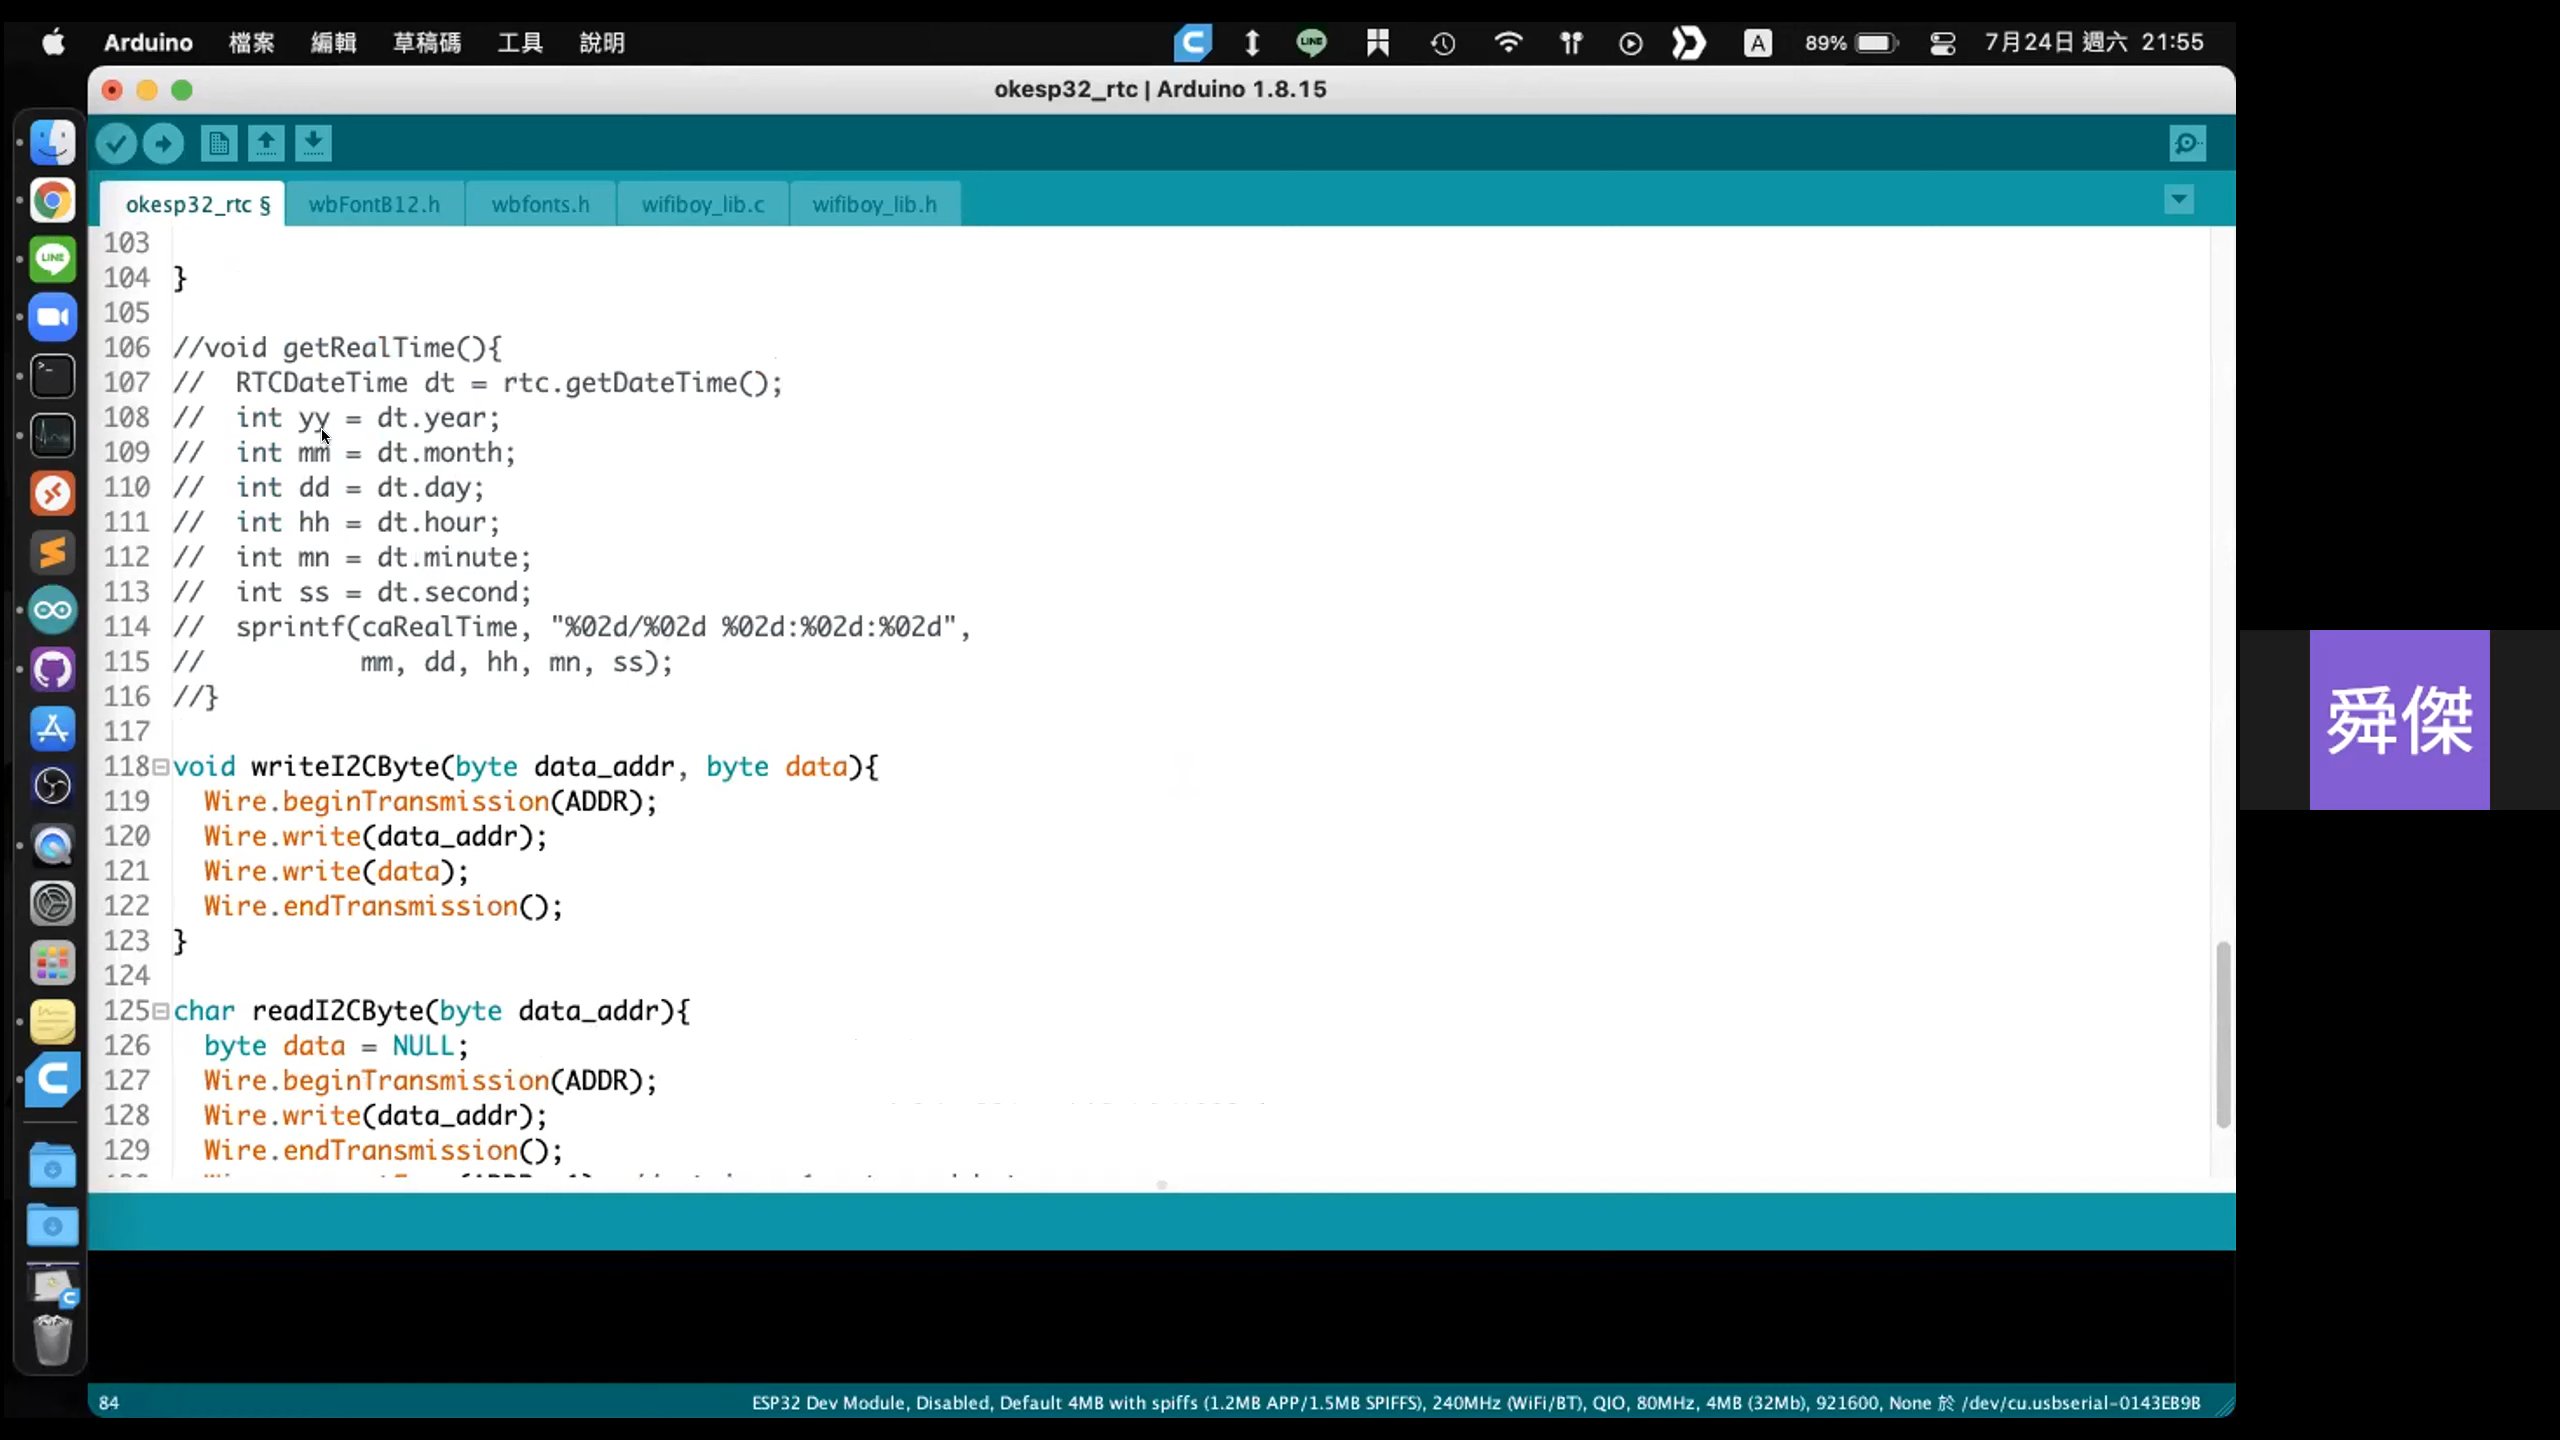 Arduino 檔案 編輯 草稿碼 工具 說明 LINE A 89% 7月24日 週六 21:55
okesp32_rtc | Arduino 1.8.15
okesp32_rtc § wbFontB12.h wbfonts.h wifiboy_lib.c wifiboy_lib.h
103
104 }
105
106 //void getRealTime(){
107 //  RTCDateTime dt = rtc.getDateTime();
108 //  int yy = dt.year;
109 //  int mm = dt.month;
110 //  int dd = dt.day;
111 //  int hh = dt.hour;
112 //  int mn = dt.minute;
113 //  int ss = dt.second;
114 //  sprintf(caRealTime, "%02d/%02d %02d:%02d:%02d",
115 //          mm, dd, hh, mn, ss);
116 //}
117
118 void writeI2CByte(byte data_addr, byte data){
119   Wire.beginTransmission(ADDR);
120   Wire.write(data_addr);
121   Wire.write(data);
122   Wire.endTransmission();
123 }
124
125 char readI2CByte(byte data_addr){
126   byte data = NULL;
127   Wire.beginTransmission(ADDR);
128   Wire.write(data_addr);
129   Wire.endTransmission();
84 ESP32 Dev Module, Disabled, Default 4MB with spiffs (1.2MB APP/1.5MB SPIFFS), 240MHz (WiFi/BT), QIO, 80MHz, 4MB (32Mb), 921600, None 於 /dev/cu.usbserial-0143EB9B
LINE
舜傑